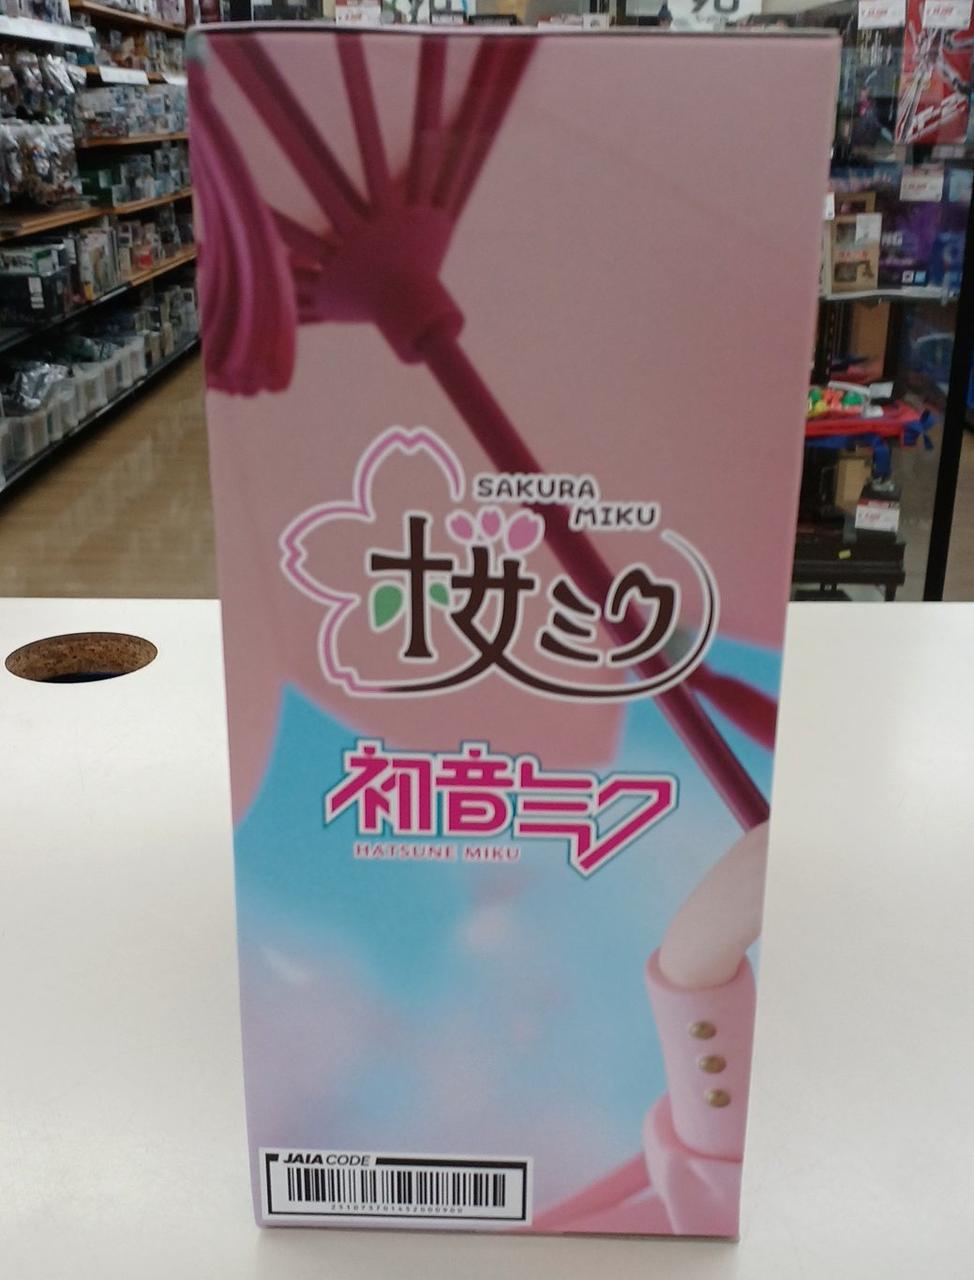 SAKURA
MIKU
桜ミク
初音ミク
HATSUNE MIKU
JAIA CODE